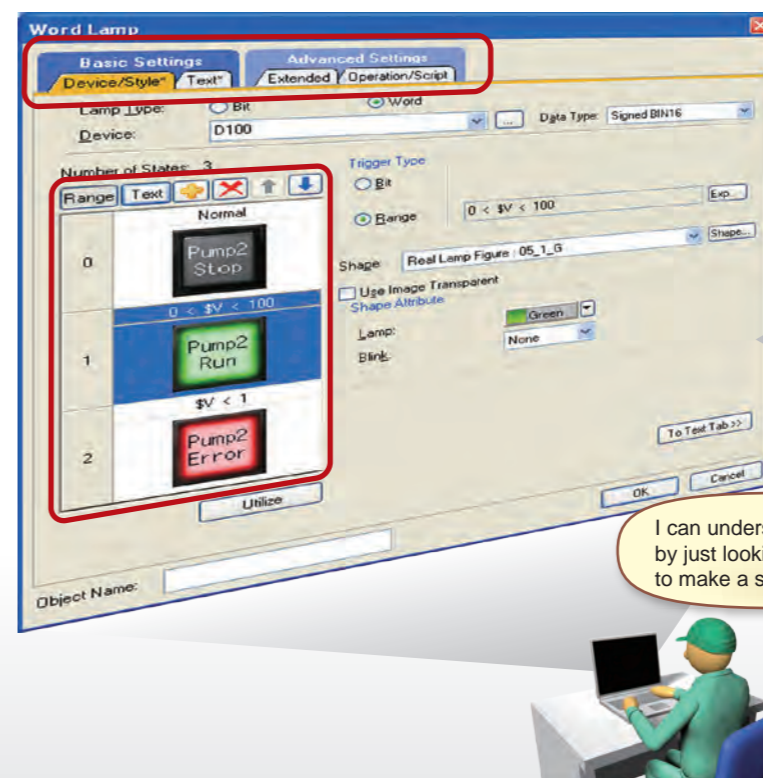 Word Lamp
Basic Settings Advanced Settings
Device/Style* Text* Extended Operation/Script
Lamp Type: Bit Word
Device: D100 ... Data Type: Signed BIN16
Number of States: 3
Range Text
Normal
0 Pump2
Stop
0 < $V < 100
1 Pump2
Run
$V < 1
2 Pump2
Error
Utilize
Trigger Type
Bit
Range 0 < $V < 100 Exp...
Shape: Real Lamp Figure : 05_1_G Shape...
Use Image Transparent
Shape Attribute
Lamp: Green
Blink: None
To Text Tab >>
OK Cancel
Object Name:
I can unders
by just looki
to make a s